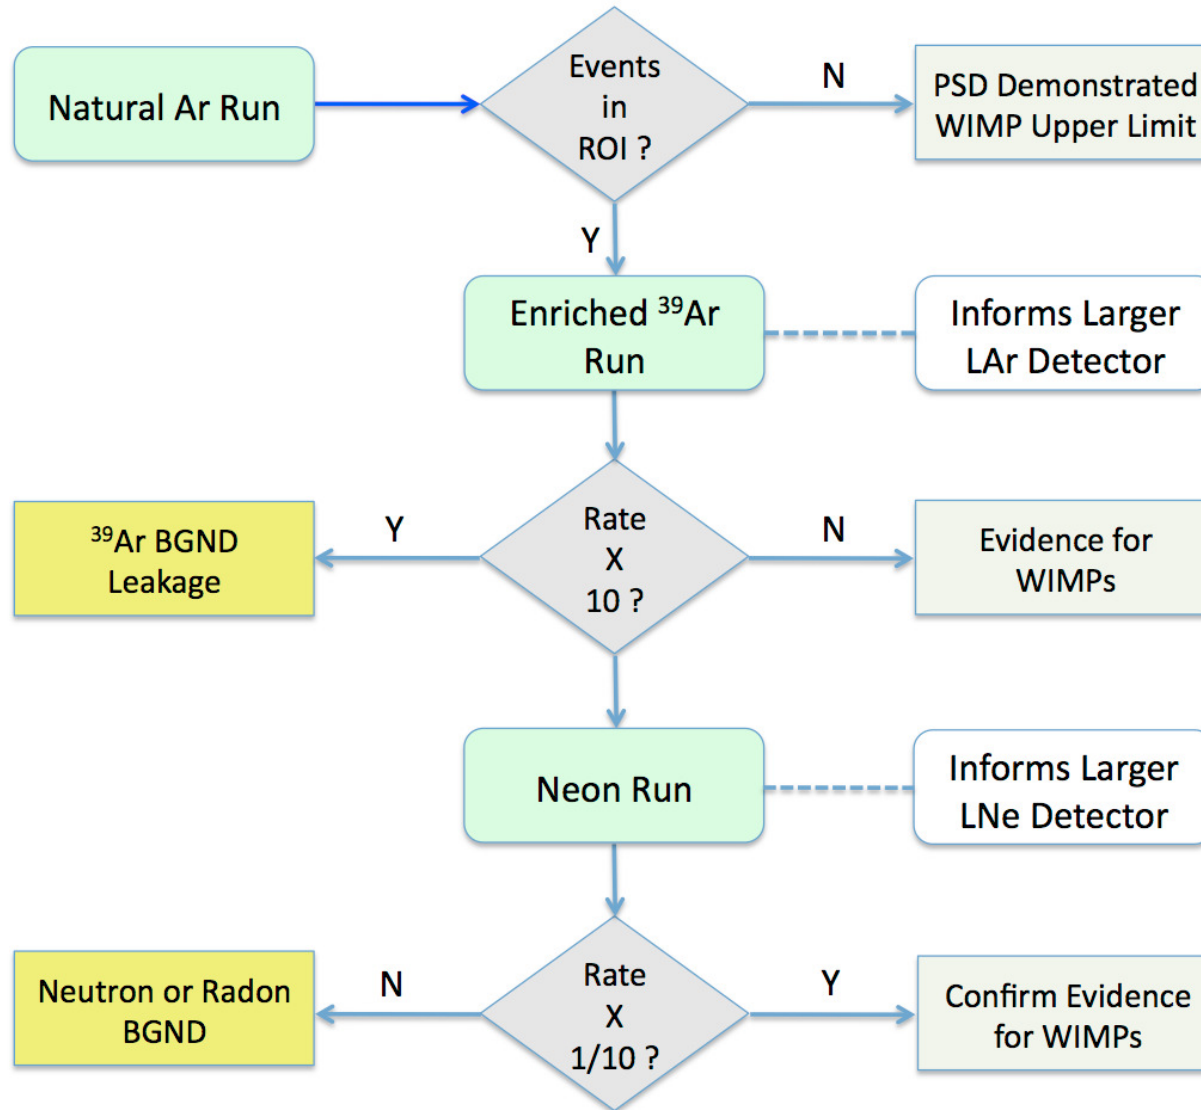 Natural Ar Run
Events
in
ROI ?
N
PSD Demonstrated
WIMP Upper Limit
Y
Enriched ³⁹Ar
Run
Informs Larger
LAr Detector
³⁹Ar BGND
Leakage
Y
Rate
X
10 ?
N
Evidence for
WIMPs
Neon Run
Informs Larger
LNe Detector
Neutron or Radon
BGND
N
Rate
X
1/10 ?
Y
Confirm Evidence
for WIMPs